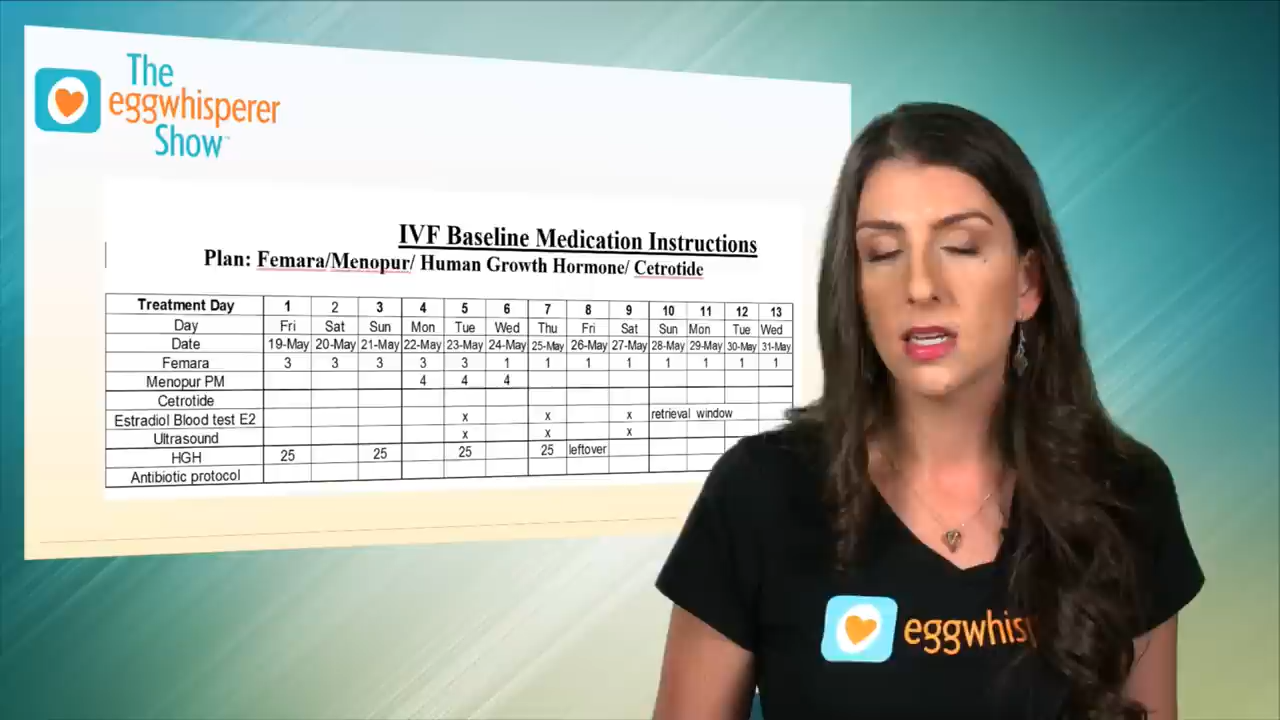 The
eggwhisperer
Show™
IVF Baseline Medication Instructions
Plan: Femara/Menopur/ Human Growth Hormone/ Cetrotide
Treatment Day 1 2 3 4 5 6 7 8 9 10 11 12 13
Day Fri Sat Sun Mon Tue Wed Thu Fri Sat Sun Mon Tue Wed
Date 19-May 20-May 21-May 22-May 23-May 24-May 25-May 26-May 27-May 28-May 29-May 30-May 31-May
Femara 3 3 3 3 3 1 1 1 1 1 1 1 1
Menopur PM 4 4 4
Cetrotide
Estradiol Blood test E2 x x x retrieval window
Ultrasound x x x
HGH 25 25 25 25 leftover
Antibiotic protocol
eggwhisp